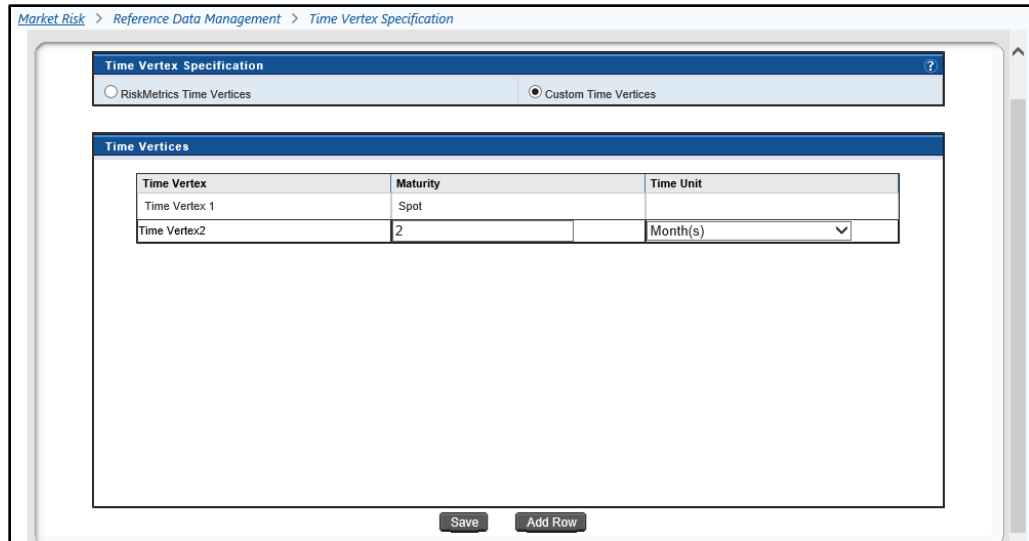 Market Risk > Reference Data Management > Time Vertex Specification
Time Vertex Specification ?
RiskMetrics Time Vertices Custom Time Vertices
Time Vertices
Time Vertex Maturity Time Unit
Time Vertex 1 Spot
Time Vertex2 2 Month(s)
Save Add Row